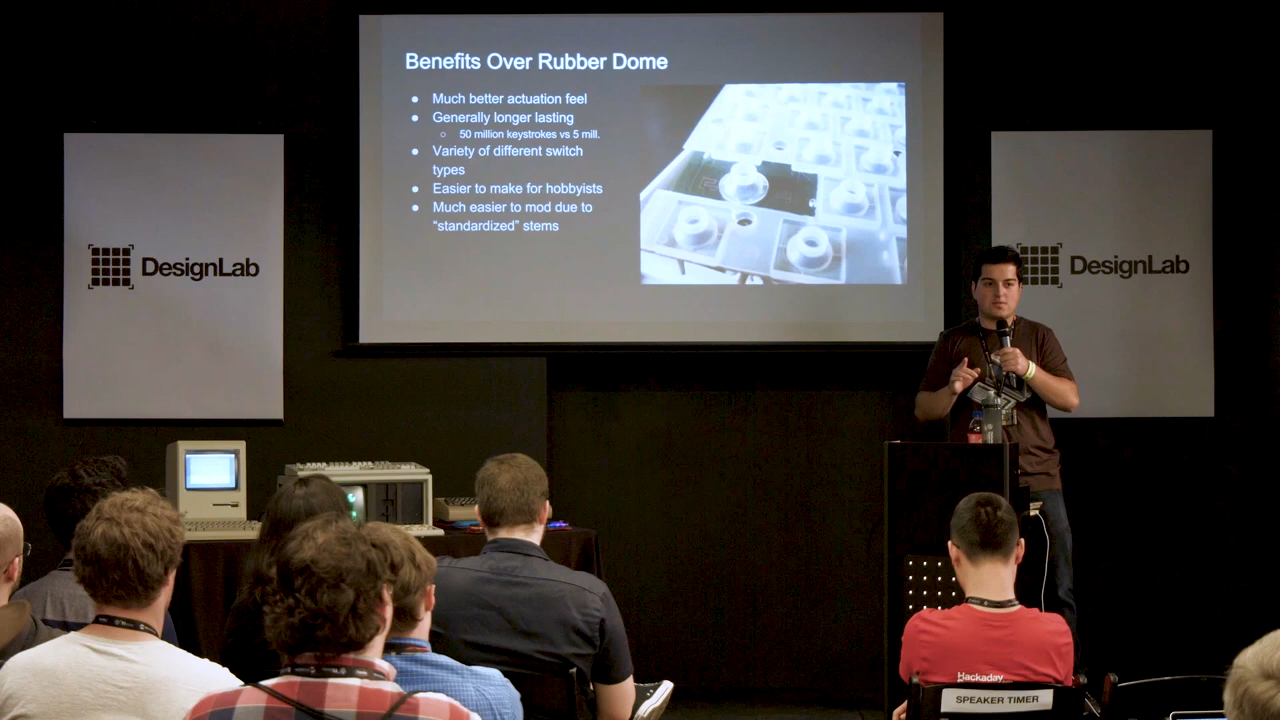 Benefits Over Rubber Dome
● Much better actuation feel
● Generally longer lasting
○ 50 million keystrokes vs 5 mill.
● Variety of different switch
types
● Easier to make for hobbyists
● Much easier to mod due to
“standardized” stems
DesignLab
DesignLab
Hackaday
SPEAKER TIMER